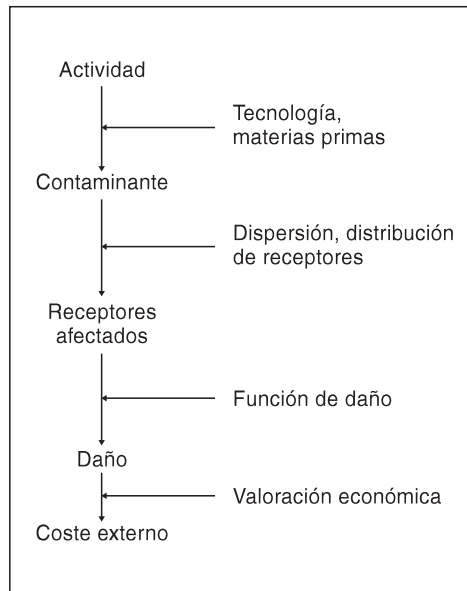 Actividad
Tecnología,
materias primas
Contaminante
Dispersión, distribución
de receptores
Receptores
afectados
Función de daño
Daño
Valoración económica
Coste externo